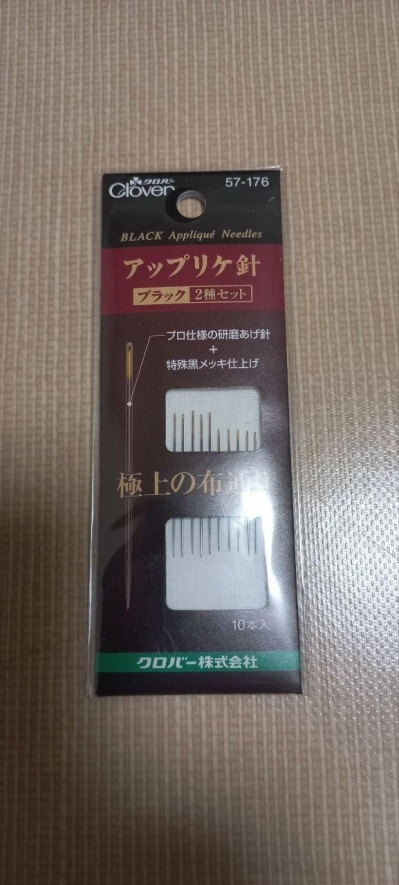 クロバー
Clover
57-176
BLACK Appliqué Needles
アップリケ針
ブラック 2種セット
プロ仕様の研磨あげ針
+
特殊黒メッキ仕上げ
極上の布通
10本入
クロバー株式会社